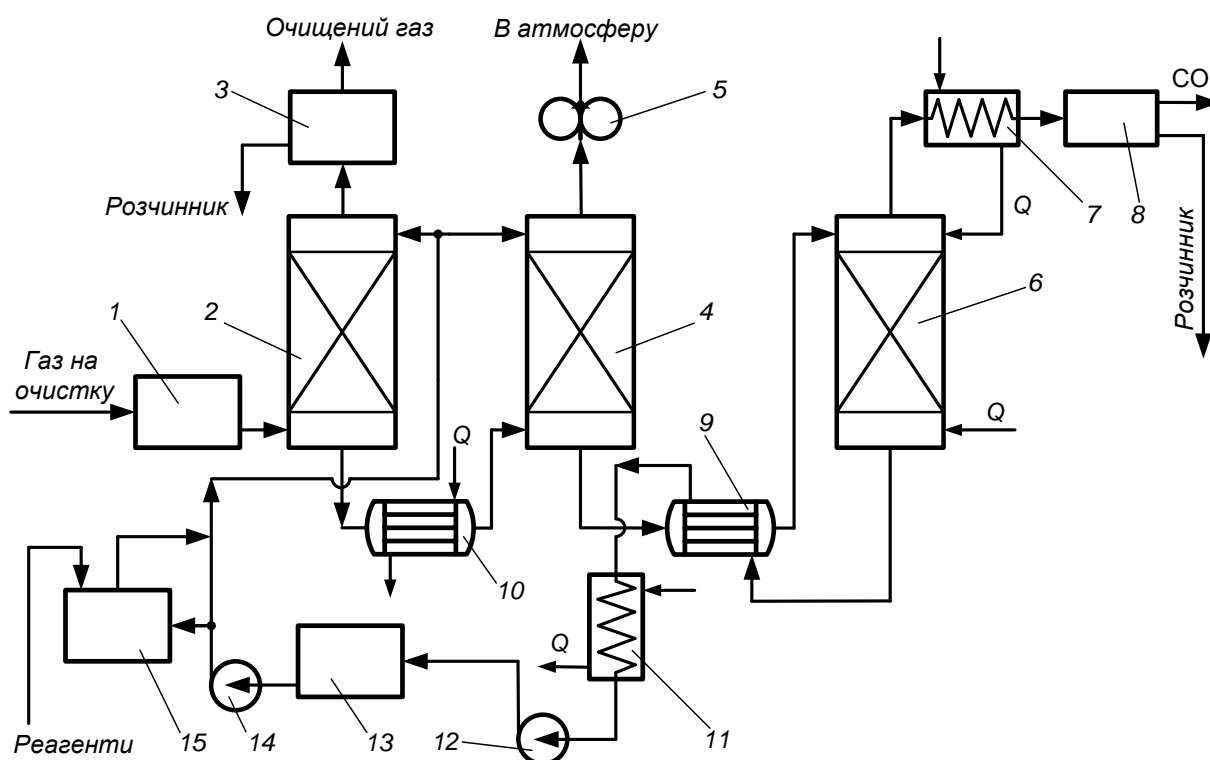 Очищений газ
В атмосферу
3
5
CO
Розчинник
Q
7
8
Розчинник
1
2
4
6
Газ на
очистку
Q
9
Q
10
Q
11
Реагенти
15
14
13
12